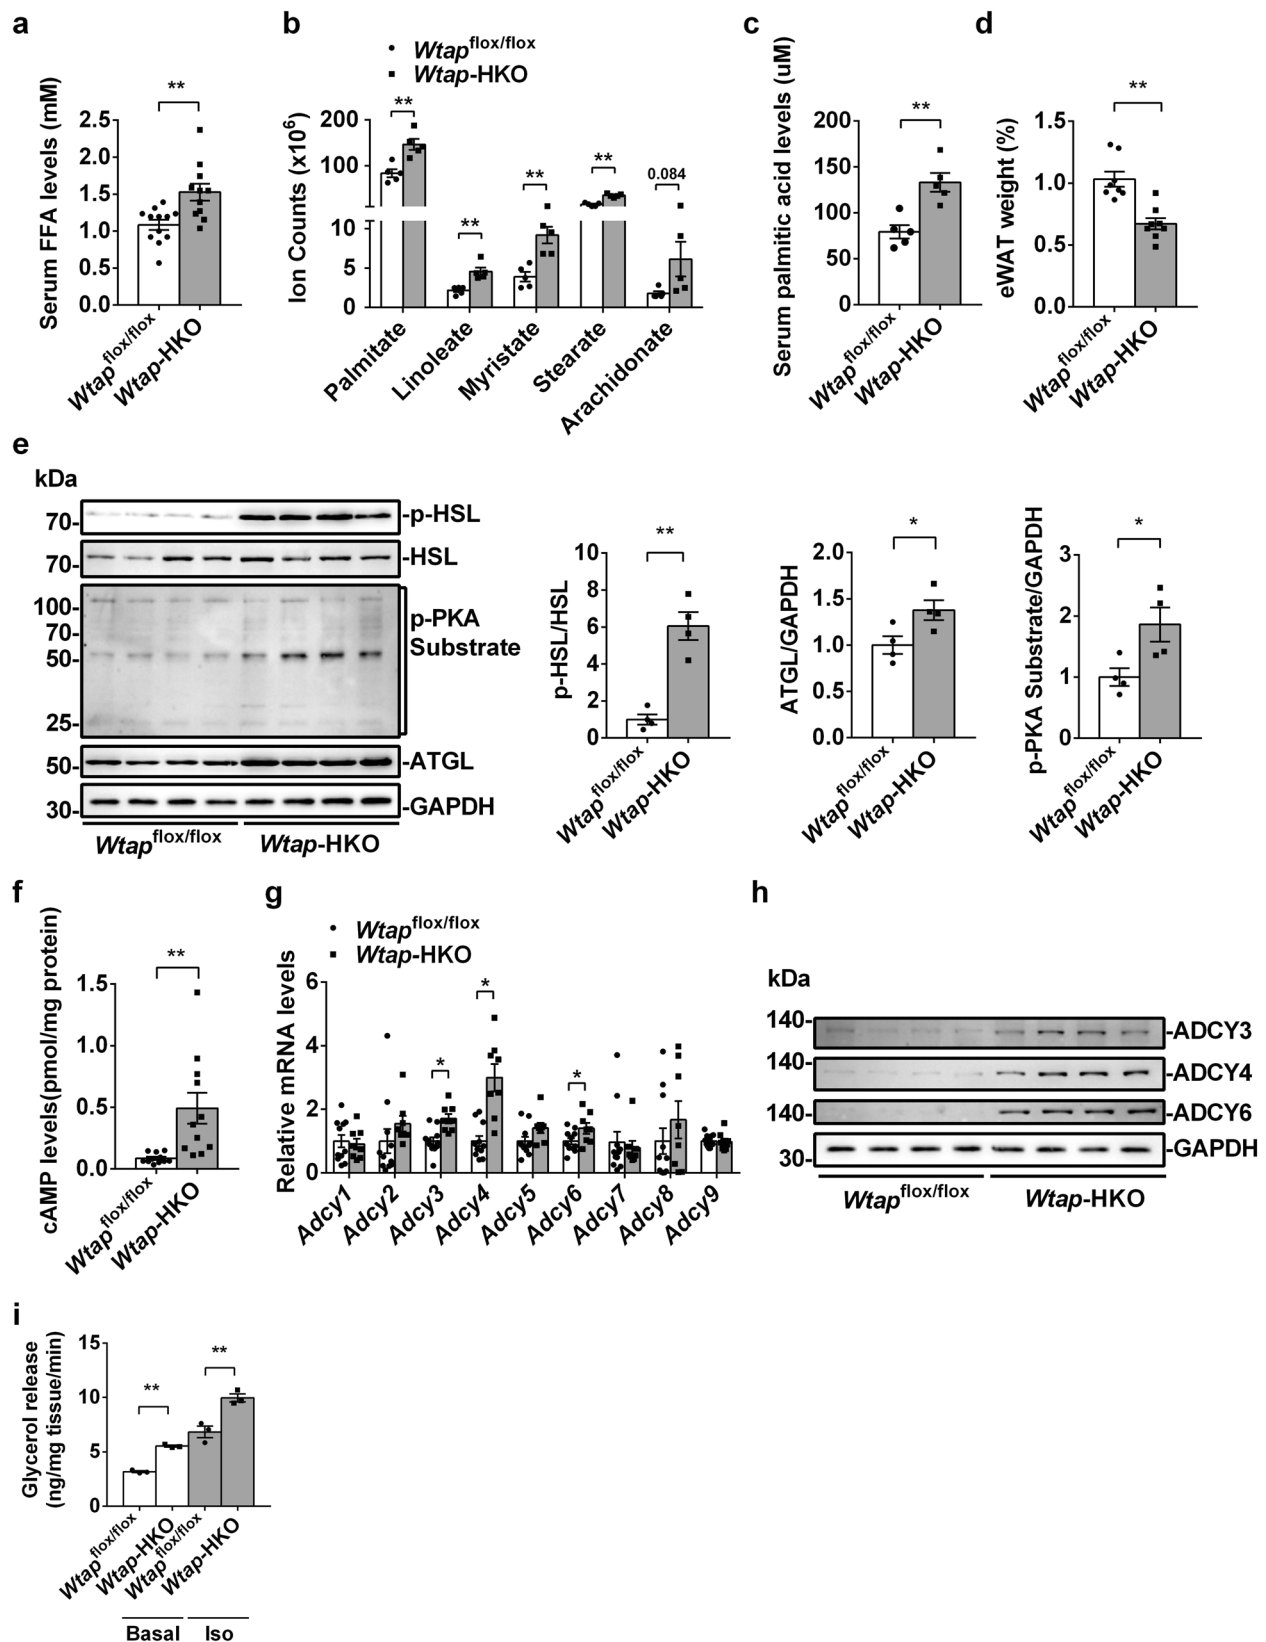 a
Serum FFA levels (mM)
2.5
2.0
1.5
1.0
0.5
0.0
**
Wtapflox/flox
Wtap-HKO
b
Wtapflox/flox
Wtap-HKO
Ion Counts (x10⁶)
200
100
10
5
0
**
**
**
**
0.084
Palmitate
Linoleate
Myristate
Stearate
Arachidonate
c
Serum palmitic acid levels (uM)
200
150
100
50
0
**
Wtapflox/flox
Wtap-HKO
d
eWAT weight (%)
1.5
1.0
0.5
0.0
**
Wtapflox/flox
Wtap-HKO
e
kDa
70-
-p-HSL
70-
-HSL
100-
70-
50-
25-
p-PKA
Substrate
50-
-ATGL
30-
-GAPDH
Wtapflox/flox
Wtap-HKO
p-HSL/HSL
10
8
6
4
2
0
**
Wtapflox/flox
Wtap-HKO
ATGL/GAPDH
2.0
1.5
1.0
0.5
0.0
*
Wtapflox/flox
Wtap-HKO
p-PKA Substrate/GAPDH
3
2
1
0
*
Wtapflox/flox
Wtap-HKO
f
cAMP levels(pmol/mg protein)
1.5
1.0
0.5
0.0
**
Wtapflox/flox
Wtap-HKO
g
Wtapflox/flox
Wtap-HKO
Relative mRNA levels
6
4
2
0
*
*
*
Adcy1
Adcy2
Adcy3
Adcy4
Adcy5
Adcy6
Adcy7
Adcy8
Adcy9
h
kDa
140-
-ADCY3
140-
-ADCY4
140-
-ADCY6
30-
-GAPDH
Wtapflox/flox
Wtap-HKO
i
Glycerol release
(ng/mg tissue/min)
15
10
5
0
**
**
Wtapflox/flox
Wtap-HKO
Wtapflox/flox
Wtap-HKO
Basal
Iso